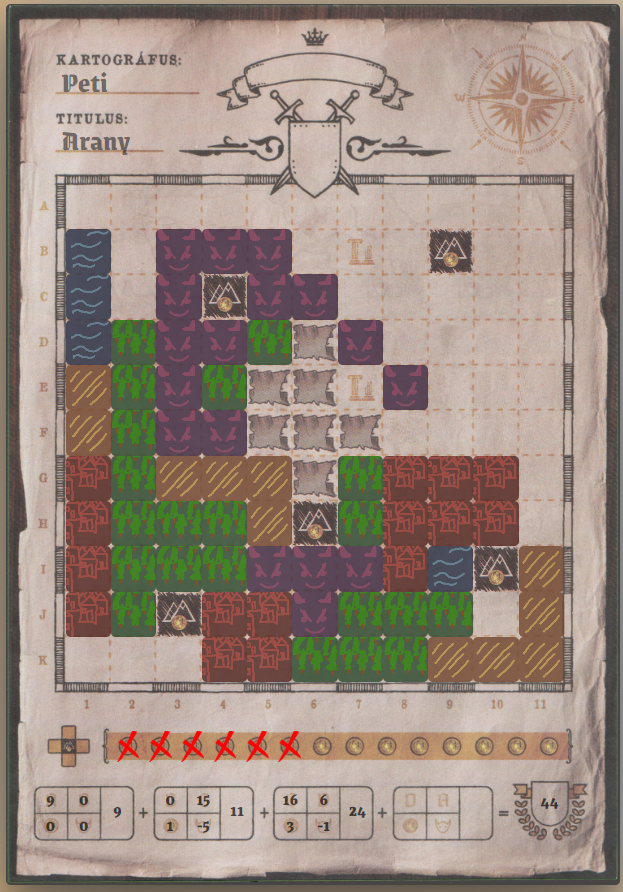 KARTOGRÁFUS:
Peti
TITULUS:
Arany
N
W
E
S
A
B
C
D
E
F
G
H
I
J
K
1 2 3 4 5 6 7 8 9 10 11
9 0 0 0 9 + 0 15 1 -5 11 + 16 6 3 -1 24 + D A = 44